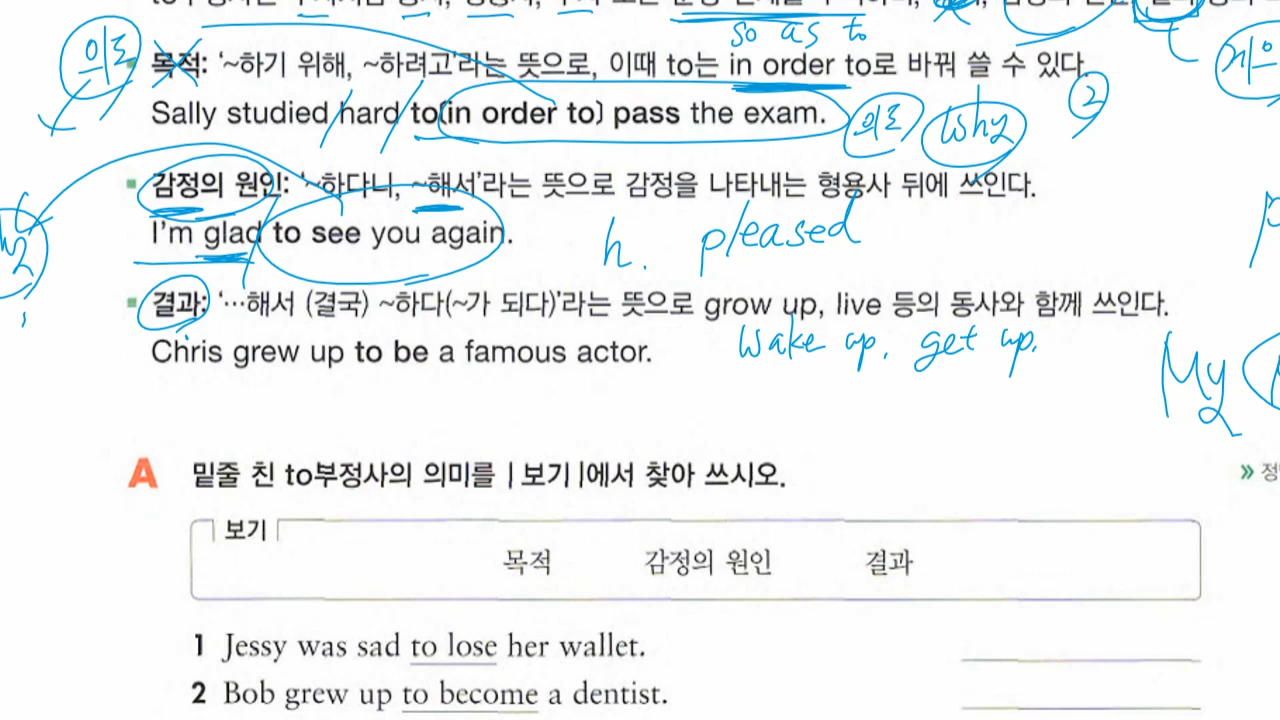 so as to
의도
목적: '~하기 위해, ~하려고'라는 뜻으로, 이때 to는 in order to로 바꿔 쓸 수 있다.
②
Sally studied hard to(in order to) pass the exam.
의도 why
감정의 원인: '~하다니, ~해서'라는 뜻으로 감정을 나타내는 형용사 뒤에 쓰인다.
I'm glad to see you again.
h. pleased
결과: '…해서 (결국) ~하다(~가 되다)'라는 뜻으로 grow up, live 등의 동사와 함께 쓰인다.
Chris grew up to be a famous actor.
wake up, get up,
My
A 밑줄 친 to부정사의 의미를 |보기|에서 찾아 쓰시오.
보기
목적 감정의 원인 결과
1 Jessy was sad to lose her wallet.
2 Bob grew up to become a dentist.